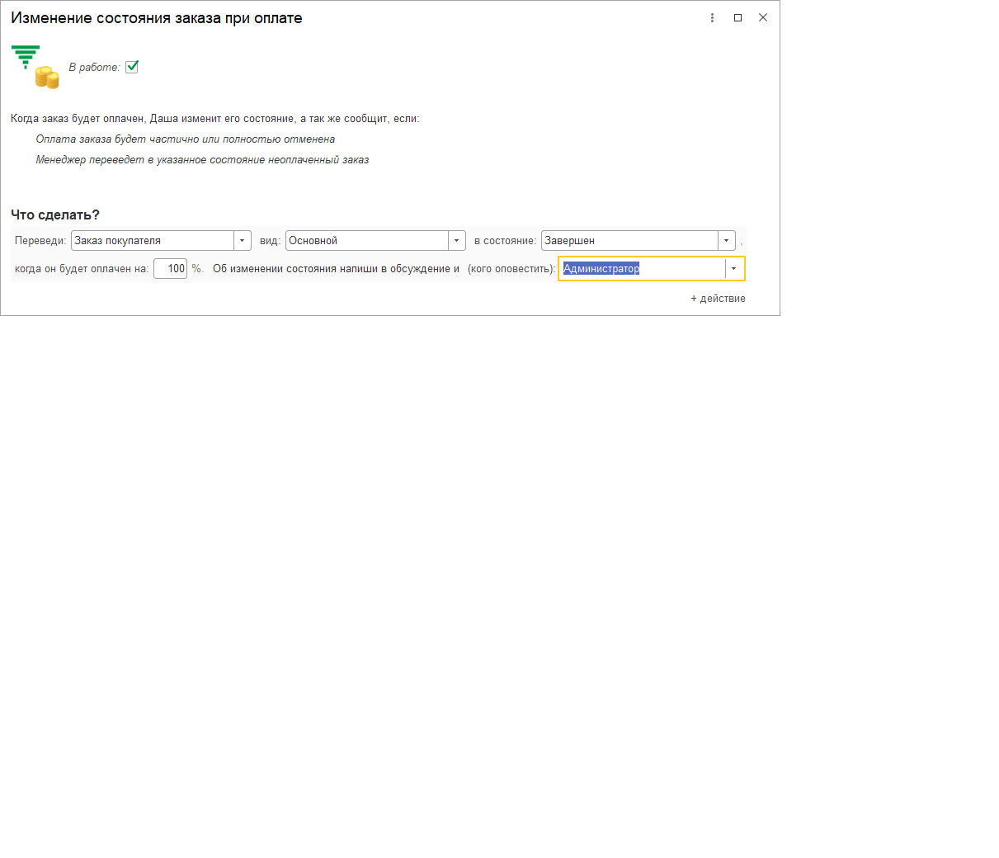 Изменение состояния заказа при оплате
В работе:
Когда заказ будет оплачен, Даша изменит его состояние, а так же сообщит, если:
Оплата заказа будет частично или полностью отменена
Менеджер переведет в указанное состояние неоплаченный заказ
Что сделать?
Переведи: Заказ покупателя вид: Основной в состояние: Завершен ,
когда он будет оплачен на: 100 %. Об изменении состояния напиши в обсуждение и (кого оповестить): Администратор
+ действие